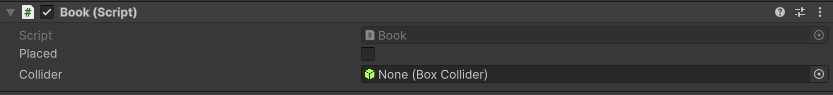 Book (Script)
Script Book
Placed
Collider None (Box Collider)